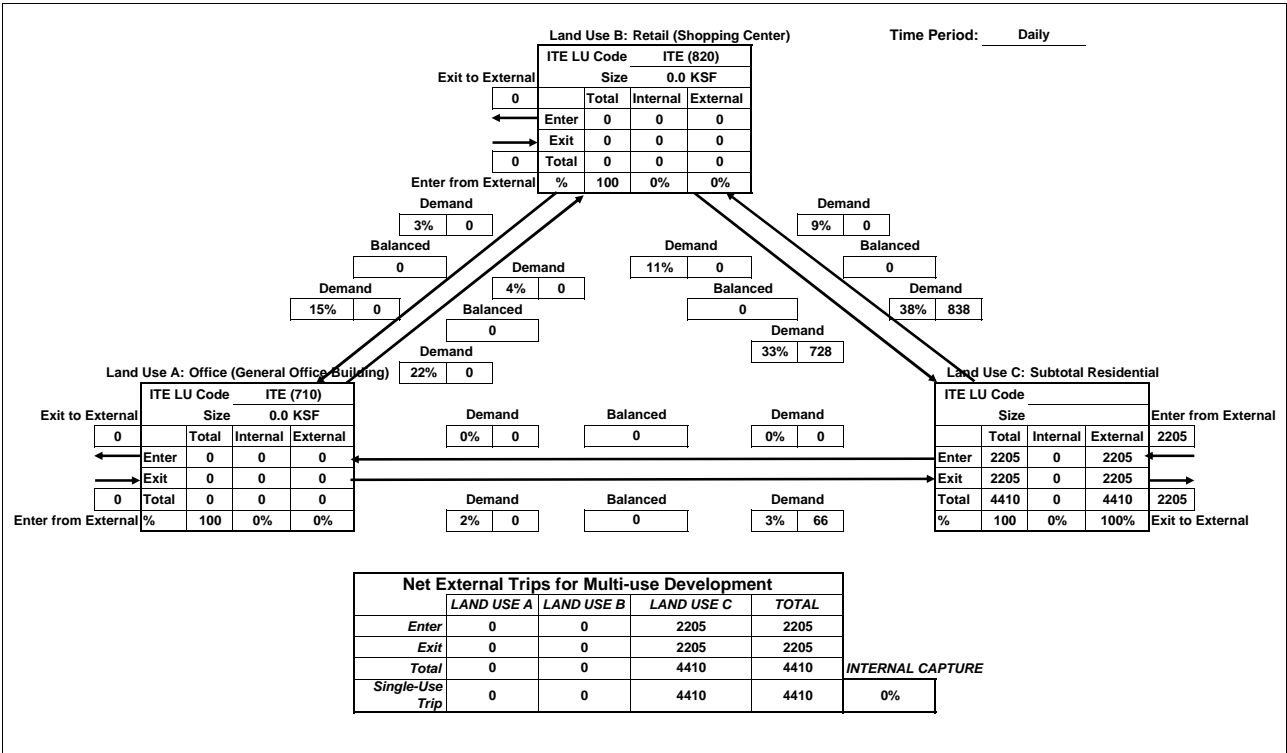 Land Use B: Retail (Shopping Center)
Time Period: Daily
ITE LU Code ITE (820)
Exit to External Size 0.0 KSF
0 Total Internal External
Enter 0 0 0
Exit 0 0 0
0 Total 0 0 0
Enter from External % 100 0% 0%
Demand
3% 0
Balanced
0
Demand
15% 0
Demand
4% 0
Balanced
0
Demand
22% 0
Demand
11% 0
Balanced
0
Demand
33% 728
Demand
9% 0
Balanced
0
Demand
38% 838
Land Use A: Office (General Office Building)
ITE LU Code ITE (710)
Exit to External Size 0.0 KSF
0 Total Internal External
Enter 0 0 0
Exit 0 0 0
0 Total 0 0 0
Enter from External % 100 0% 0%
Demand Balanced Demand
0% 0 0 0% 0
Demand Balanced Demand
2% 0 0 3% 66
Land Use C: Subtotal Residential
ITE LU Code
Size Enter from External
Total Internal External 2205
Enter 2205 0 2205
Exit 2205 0 2205
Total 4410 0 4410 2205
% 100 0% 100% Exit to External
Net External Trips for Multi-use Development
LAND USE A LAND USE B LAND USE C TOTAL
Enter 0 0 2205 2205
Exit 0 0 2205 2205
Total 0 0 4410 4410 INTERNAL CAPTURE
Single-Use Trip 0 0 4410 4410 0%